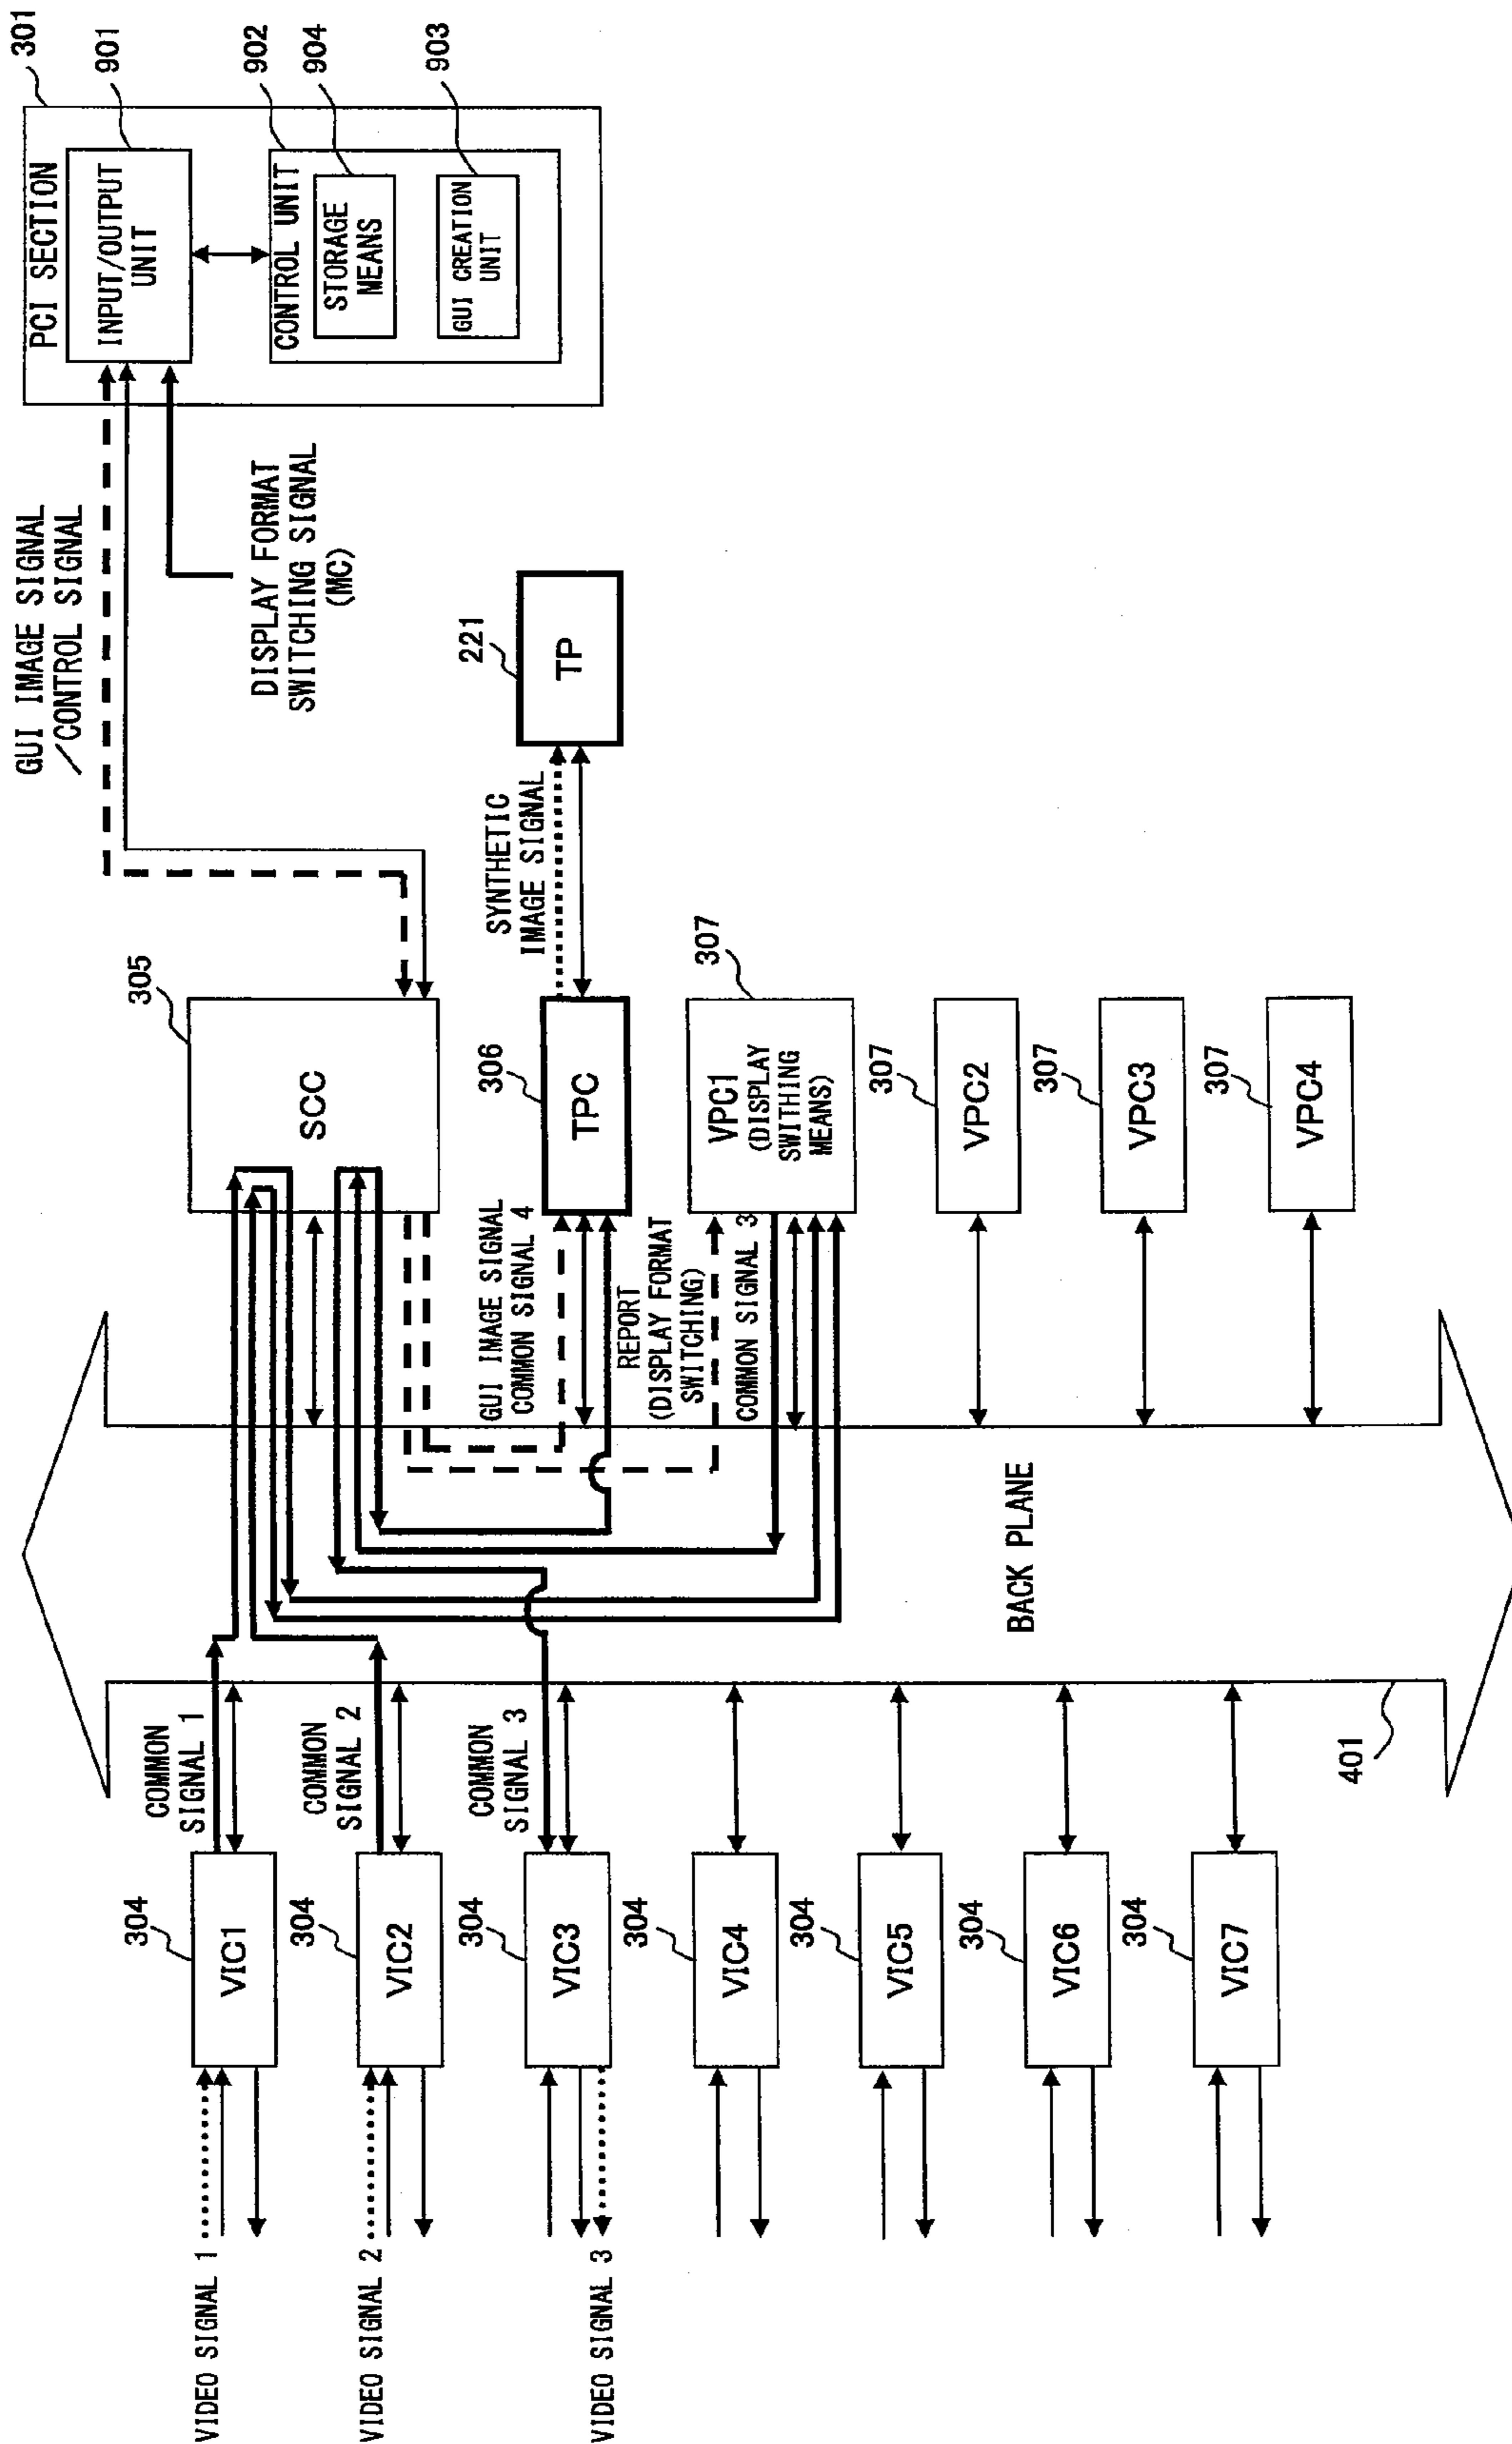 PCI SECTION
301
INPUT/OUTPUT
UNIT
901
CONTROL UNIT
902
STORAGE
MEANS
904
GUI CREATION
UNIT
903
GUI IMAGE SIGNAL
/CONTROL SIGNAL
DISPLAY FORMAT
SWITCHING SIGNAL
(MC)
221
TP
SYNTHETIC
IMAGE SIGNAL
305
SCC
306
TPC
307
VPC1
(DISPLAY
SWITHING
MEANS)
307
VPC2
307
VPC3
307
VPC4
GUI IMAGE SIGNAL
COMMON SIGNAL 4
REPORT
(DISPLAY FORMAT
SWITCHING)
COMMON SIGNAL 3
BACK PLANE
401
COMMON
SIGNAL 1
COMMON
SIGNAL 2
COMMON
SIGNAL 3
304
VIC1
304
VIC2
304
VIC3
304
VIC4
304
VIC5
304
VIC6
304
VIC7
VIDEO SIGNAL 1
VIDEO SIGNAL 2
VIDEO SIGNAL 3